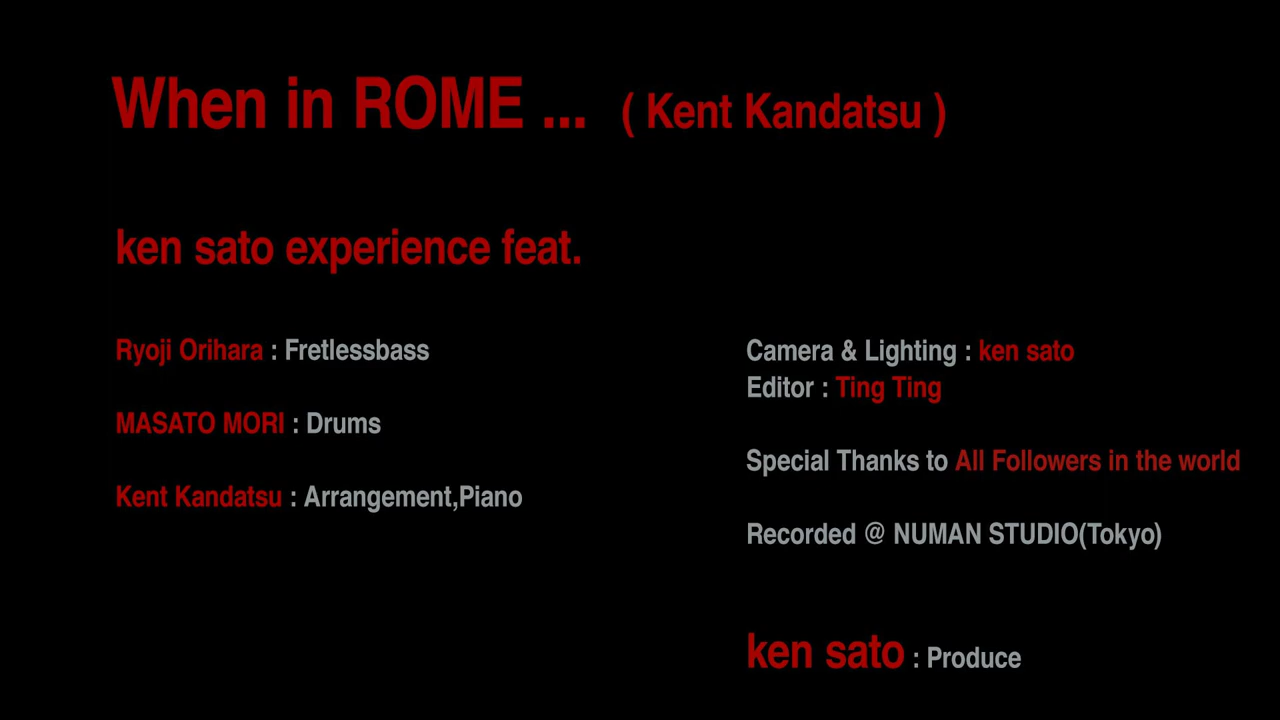 When in ROME ... ( Kent Kandatsu )
ken sato experience feat.
Ryoji Orihara : Fretlessbass
MASATO MORI : Drums
Kent Kandatsu : Arrangement,Piano
Camera & Lighting : ken sato
Editor : Ting Ting
Special Thanks to All Followers in the world
Recorded @ NUMAN STUDIO(Tokyo)
ken sato : Produce